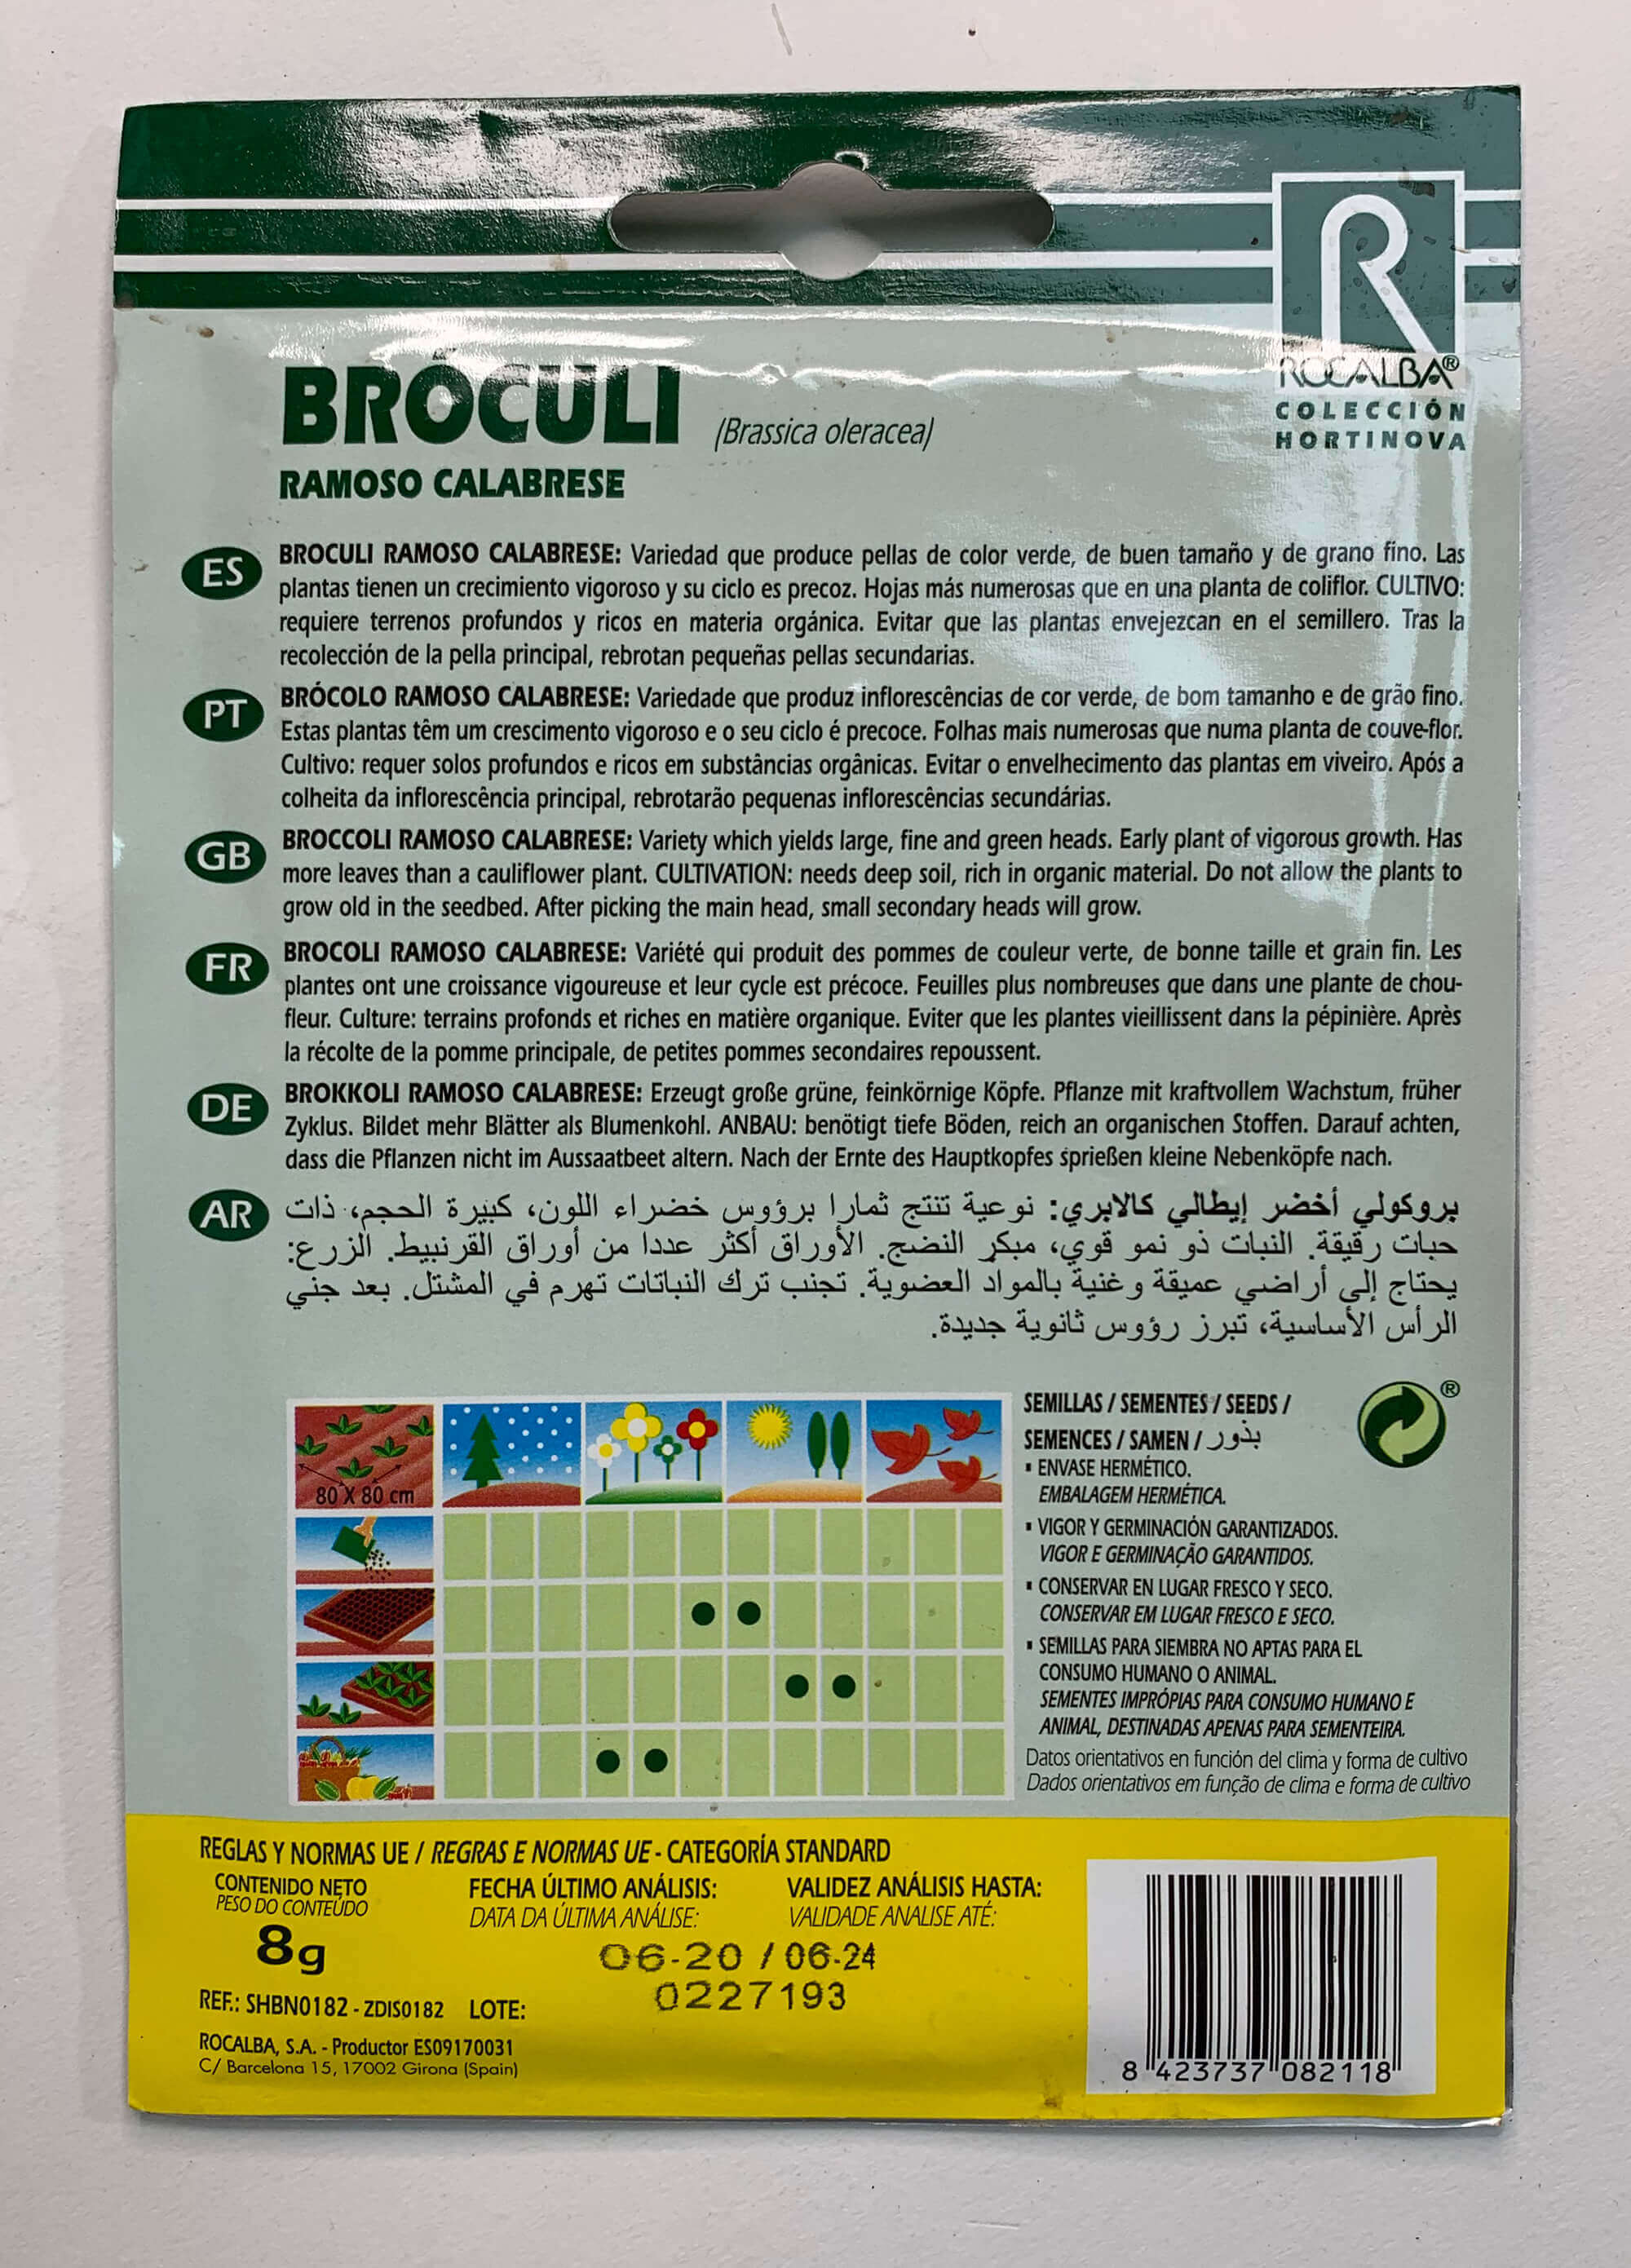 R
ROCALBA®
COLECCIÓN
HORTINOVA
BRÓCULI (Brassica oleracea)
RAMOSO CALABRESE
ES
BROCULI RAMOSO CALABRESE: Variedad que produce pellas de color verde, de buen tamaño y de grano fino. Las
plantas tienen un crecimiento vigoroso y su ciclo es precoz. Hojas más numerosas que en una planta de coliflor. CULTIVO:
requiere terrenos profundos y ricos en materia orgánica. Evitar que las plantas envejezcan en el semillero. Tras la
recolección de la pella principal, rebrotan pequeñas pellas secundarias.
PT
BRÓCOLO RAMOSO CALABRESE: Variedade que produz inflorescências de cor verde, de bom tamanho e de grão fino.
Estas plantas têm um crescimento vigoroso e o seu ciclo é precoce. Folhas mais numerosas que numa planta de couve-flor.
Cultivo: requer solos profundos e ricos em substâncias orgânicas. Evitar o envelhecimento das plantas em viveiro. Após a
colheita da inflorescência principal, rebrotarão pequenas inflorescências secundárias.
GB
BROCCOLI RAMOSO CALABRESE: Variety which yields large, fine and green heads. Early plant of vigorous growth. Has
more leaves than a cauliflower plant. CULTIVATION: needs deep soil, rich in organic material. Do not allow the plants to
grow old in the seedbed. After picking the main head, small secondary heads will grow.
FR
BROCOLI RAMOSO CALABRESE: Variété qui produit des pommes de couleur verte, de bonne taille et grain fin. Les
plantes ont une croissance vigoureuse et leur cycle est précoce. Feuilles plus nombreuses que dans une plante de chou-
fleur. Culture: terrains profonds et riches en matière organique. Eviter que les plantes vieillissent dans la pépinière. Après
la récolte de la pomme principale, de petites pommes secondaires repoussent.
DE
BROKKOLI RAMOSO CALABRESE: Erzeugt große grüne, feinkörnige Köpfe. Pflanze mit kraftvollem Wachstum, früher
Zyklus. Bildet mehr Blätter als Blumenkohl. ANBAU: benötigt tiefe Böden, reich an organischen Stoffen. Darauf achten,
dass die Pflanzen nicht im Aussaatbeet altern. Nach der Ernte des Hauptkopfes sprießen kleine Nebenköpfe nach.
AR
بروكولي أخضر إيطالي كالابري: نوعية تنتج ثمارا برؤوس خضراء اللون، كبيرة الحجم، ذات
حبات رقيقة. النبات ذو نمو قوي، مبكر النضج. الأوراق أكثر عددا من أوراق القرنبيط. الزرع:
يحتاج إلى أراضي عميقة وغنية بالمواد العضوية. تجنب ترك النباتات تهرم في المشتل. بعد جني
الرأس الأساسية، تبرز رؤوس ثانوية جديدة.
80 X 80 cm
SEMILLAS / SEMENTES / SEEDS /
SEMENCES / SAMEN / بذور
®
▪ ENVASE HERMÉTICO.
EMBALAGEM HERMÉTICA.
▪ VIGOR Y GERMINACIÓN GARANTIZADOS.
VIGOR E GERMINAÇÃO GARANTIDOS.
▪ CONSERVAR EN LUGAR FRESCO Y SECO.
CONSERVAR EM LUGAR FRESCO E SECO.
▪ SEMILLAS PARA SIEMBRA NO APTAS PARA EL
CONSUMO HUMANO O ANIMAL.
SEMENTES IMPRÓPIAS PARA CONSUMO HUMANO E
ANIMAL, DESTINADAS APENAS PARA SEMENTEIRA.
Datos orientativos en función del clima y forma de cultivo
Dados orientativos em função de clima e forma de cultivo
REGLAS Y NORMAS UE / REGRAS E NORMAS UE - CATEGORÍA STANDARD
CONTENIDO NETO
PESO DO CONTEÚDO
8g
FECHA ÚLTIMO ANÁLISIS:
DATA DA ÚLTIMA ANÁLISE:
VALIDEZ ANÁLISIS HASTA:
VALIDADE ANALISE ATÉ:
06-20 / 06-24
0227193
REF.: SHBN0182 - ZDIS0182 LOTE:
ROCALBA, S.A. - Productor ES09170031
C/ Barcelona 15, 17002 Girona (Spain)
8 423737 082118